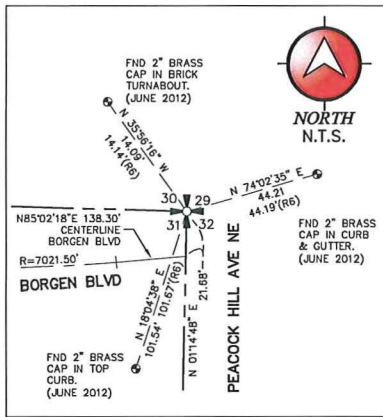 FND 2" BRASS
CAP IN BRICK
TURNABOUT.
(JUNE 2012)
NORTH
N.T.S.
N 35°56'16" W
14.09'
14.14'(R6)
N 74°02'35" E
44.21
44.19'(R6)
30 29
31 32
N85°02'18"E 138.30'
CENTERLINE
BORGEN BLVD
R=7021.50'
BORGEN BLVD
FND 2" BRASS
CAP IN CURB
& GUTTER.
(JUNE 2012)
N 18°04'38" E
101.54' 101.67'(R6)
N 01°14'48" E
21.68'
PEACOCK HILL AVE NE
FND 2" BRASS
CAP IN TOP
CURB.
(JUNE 2012)